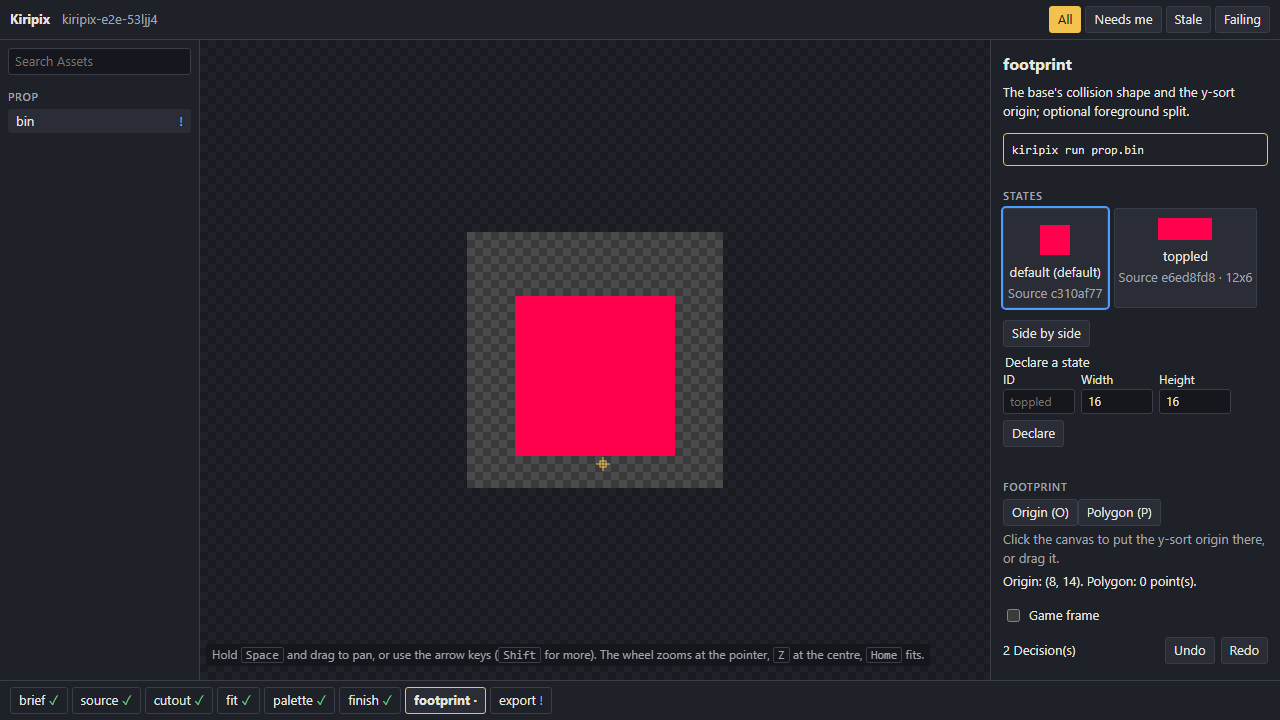 Kiripix kiripix-e2e-53ljj4 All Needs me Stale Failing
Search Assets
PROP
bin !
footprint
The base's collision shape and the y-sort
origin; optional foreground split.
kiripix run prop.bin
STATES
default (default)
Source c310af77
toppled
Source e6ed8fd8 · 12x6
Side by side
Declare a state
ID Width Height
toppled 16 16
Declare
FOOTPRINT
Origin (O) Polygon (P)
Click the canvas to put the y-sort origin there,
or drag it.
Origin: (8, 14). Polygon: 0 point(s).
Game frame
2 Decision(s) Undo Redo
Hold Space and drag to pan, or use the arrow keys (Shift for more). The wheel zooms at the pointer, Z at the centre, Home fits.
brief ✓ source ✓ cutout ✓ fit ✓ palette ✓ finish ✓ footprint · export !